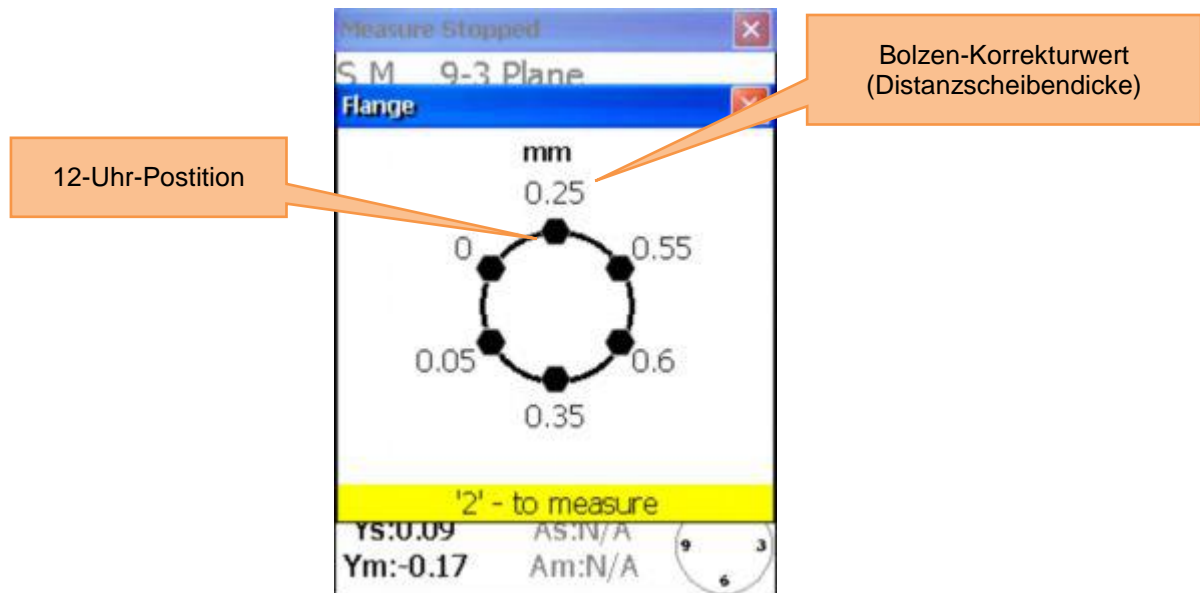 Measure Stopped
S M 9-3 Plane
Flange
Bolzen-Korrekturwert
(Distanzscheibendicke)
12-Uhr-Postition
mm
0.25
0
0.55
0.05
0.6
0.35
'2' - to measure
Ys:0.09 As:N/A
Ym:-0.17 Am:N/A
9 3
6